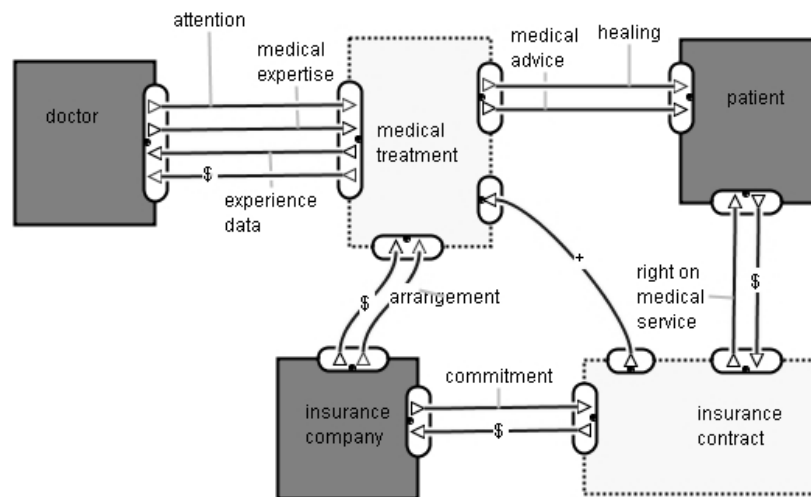 attention
medical
expertise
medical
advice
healing
doctor
medical
treatment
patient
$
experience
data
+
$
arrangement
right on
medical
service
$
commitment
insurance
company
$
insurance
contract